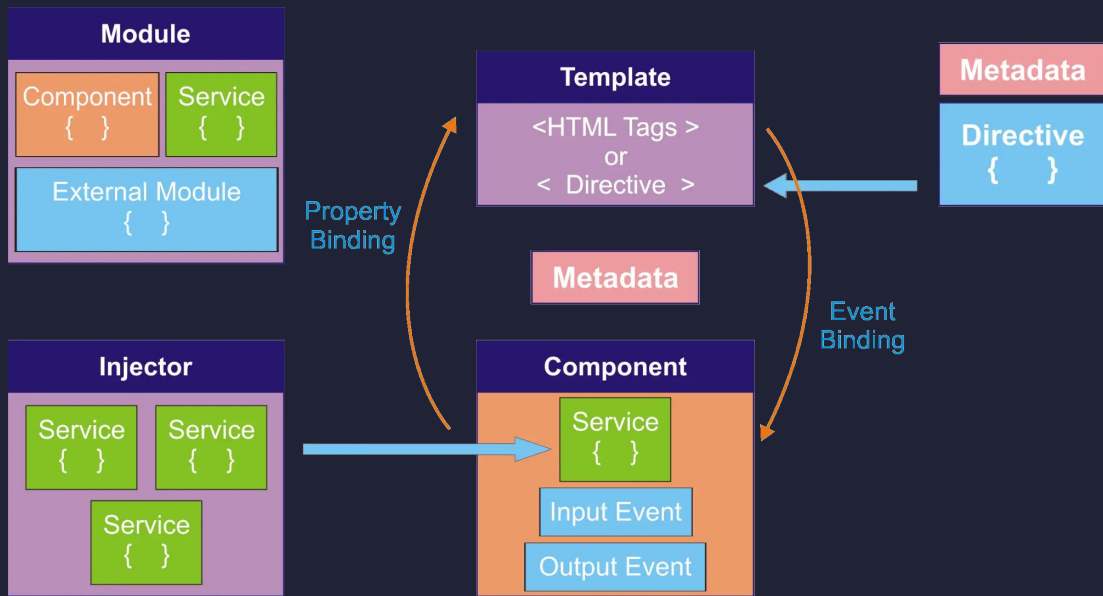 Module
Component
{ }
Service
{ }
External Module
{ }
Property
Binding
Template
<HTML Tags >
or
< Directive >
Metadata
Directive
{ }
Metadata
Event
Binding
Injector
Service
{ }
Service
{ }
Service
{ }
Component
Service
{ }
Input Event
Output Event